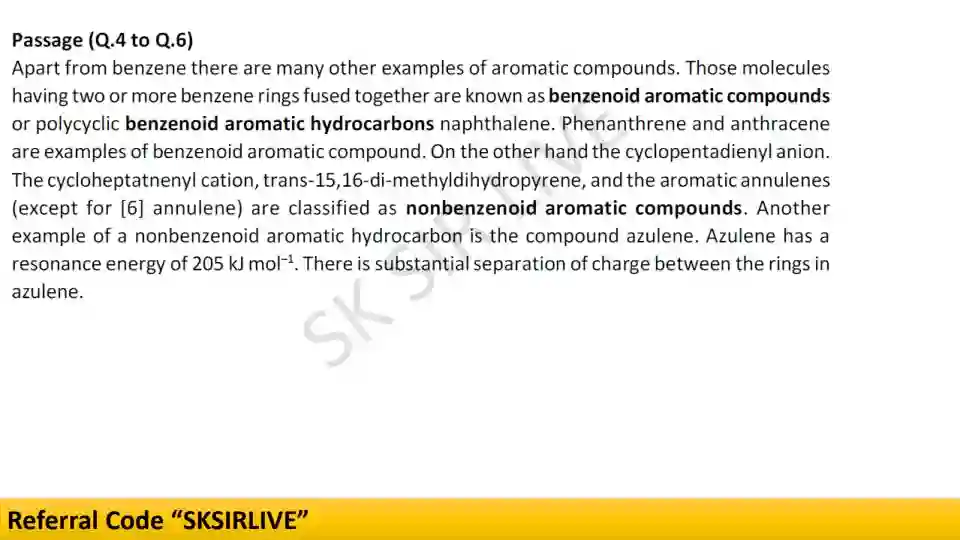 Passage (Q.4 to Q.6)
Apart from benzene there are many other examples of aromatic compounds. Those molecules
having two or more benzene rings fused together are known as benzenoid aromatic compounds
or polycyclic benzenoid aromatic hydrocarbons naphthalene. Phenanthrene and anthracene
are examples of benzenoid aromatic compound. On the other hand the cyclopentadienyl anion.
The cycloheptatnenyl cation, trans-15,16-di-methyldihydropyrene, and the aromatic annulenes
(except for [6] annulene) are classified as nonbenzenoid aromatic compounds. Another
example of a nonbenzenoid aromatic hydrocarbon is the compound azulene. Azulene has a
resonance energy of 205 kJ mol⁻¹. There is substantial separation of charge between the rings in
azulene.
SK SIR LIVE
Referral Code “SKSIRLIVE”